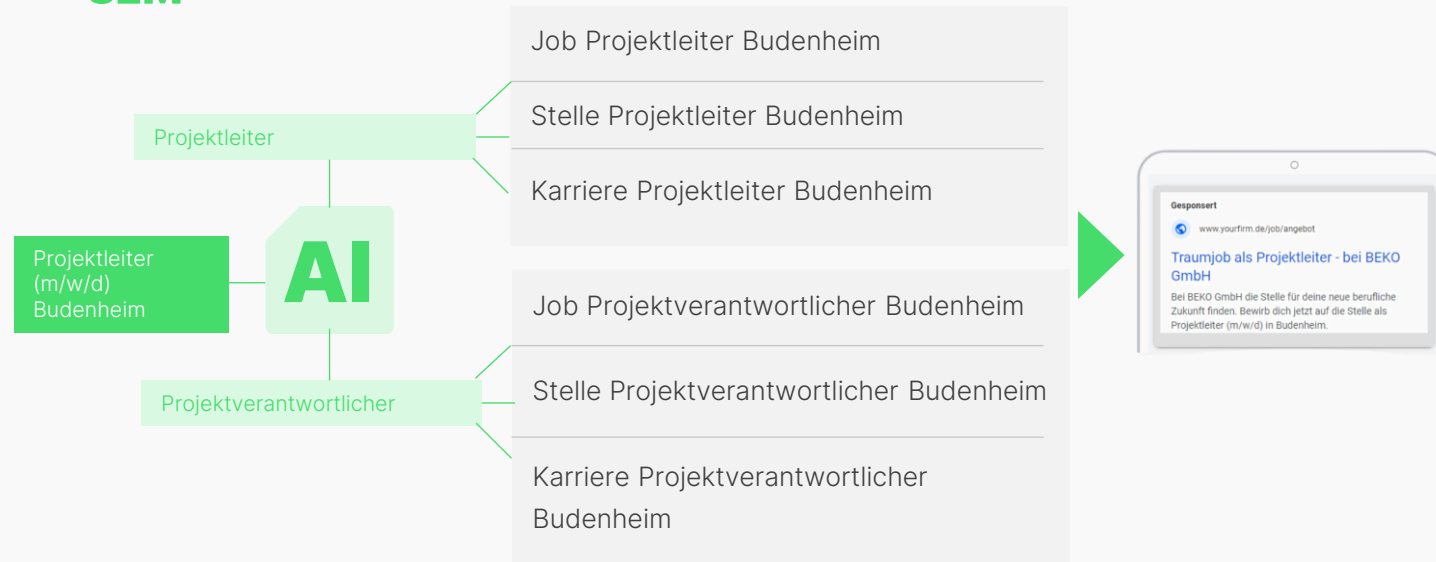 SEM
Job Projektleiter Budenheim
Stelle Projektleiter Budenheim
Karriere Projektleiter Budenheim
Projektleiter
Projektleiter
(m/w/d)
Budenheim
AI
Projektverantwortlicher
Job Projektverantwortlicher Budenheim
Stelle Projektverantwortlicher Budenheim
Karriere Projektverantwortlicher
Budenheim
Gesponsert
www.yourfirm.de/job/angebot
Traumjob als Projektleiter - bei BEKO
GmbH
Bei BEKO GmbH die Stelle für deine neue berufliche
Zukunft finden. Bewirb dich jetzt auf die Stelle als
Projektleiter (m/w/d) in Budenheim.